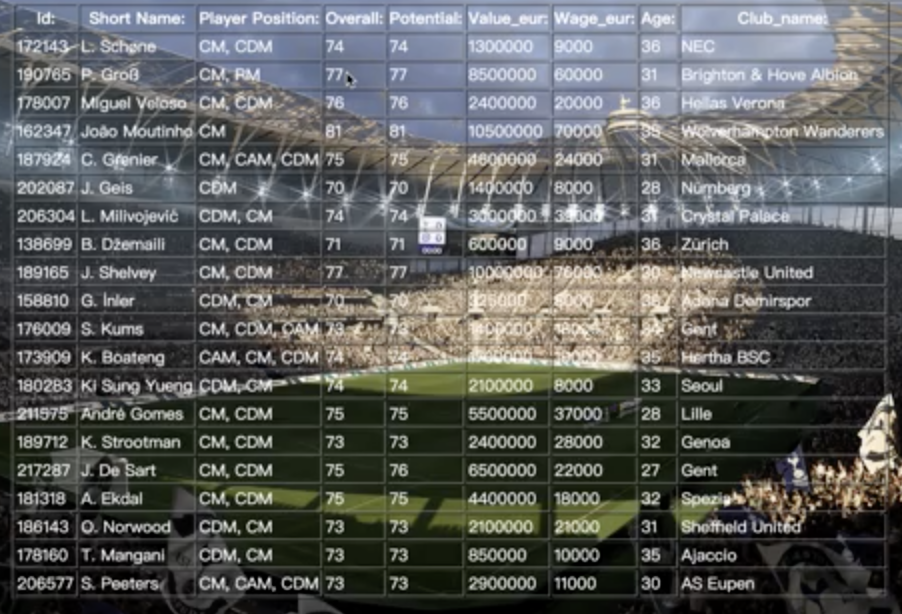 Id: Short Name: Player Position: Overall: Potential: Value_eur: Wage_eur: Age: Club_name:
172143 L. Schøne CM, CDM 74 74 1300000 9000 36 NEC
190765 P. Groß CM, RM 77 77 8500000 60000 31 Brighton & Hove Albion
178007 Miguel Veloso CM, CDM 76 76 2400000 20000 36 Hellas Verona
162347 João Moutinho CM 81 81 10500000 70000 35 Wolverhampton Wanderers
187924 C. Grenier CM, CAM, CDM 75 75 4600000 24000 31 Mallorca
202087 J. Geis CDM 70 70 1400000 8000 28 Nürnberg
206304 L. Milivojević CDM, CM 74 74 3000000 39000 31 Crystal Palace
138699 B. Džemaili CM, CDM 71 71 600000 9000 36 Zürich
189165 J. Shelvey CM, CDM 77 77 10000000 76000 30 Newcastle United
158810 G. İnler CDM, CM 70 70 325000 38 Adana Demirspor
176009 S. Kums CM, CDM, CAM 73 73 34 Gent
173909 K. Boateng CAM, CM, CDM 74 74 35 Hertha BSC
180283 Ki Sung Yueng CDM, CM 74 74 2100000 8000 33 Seoul
211575 André Gomes CM, CDM 75 75 5500000 37000 28 Lille
189712 K. Strootman CM, CDM 73 73 2400000 28000 32 Genoa
217287 J. De Sart CM, CDM 75 76 6500000 22000 27 Gent
181318 A. Ekdal CM, CDM 75 75 4400000 18000 32 Spezia
186143 O. Norwood CDM, CM 73 73 2100000 21000 31 Sheffield United
178160 T. Mangani CDM, CM 73 73 850000 10000 35 Ajaccio
206577 S. Peeters CM, CAM, CDM 73 73 2900000 11000 30 AS Eupen